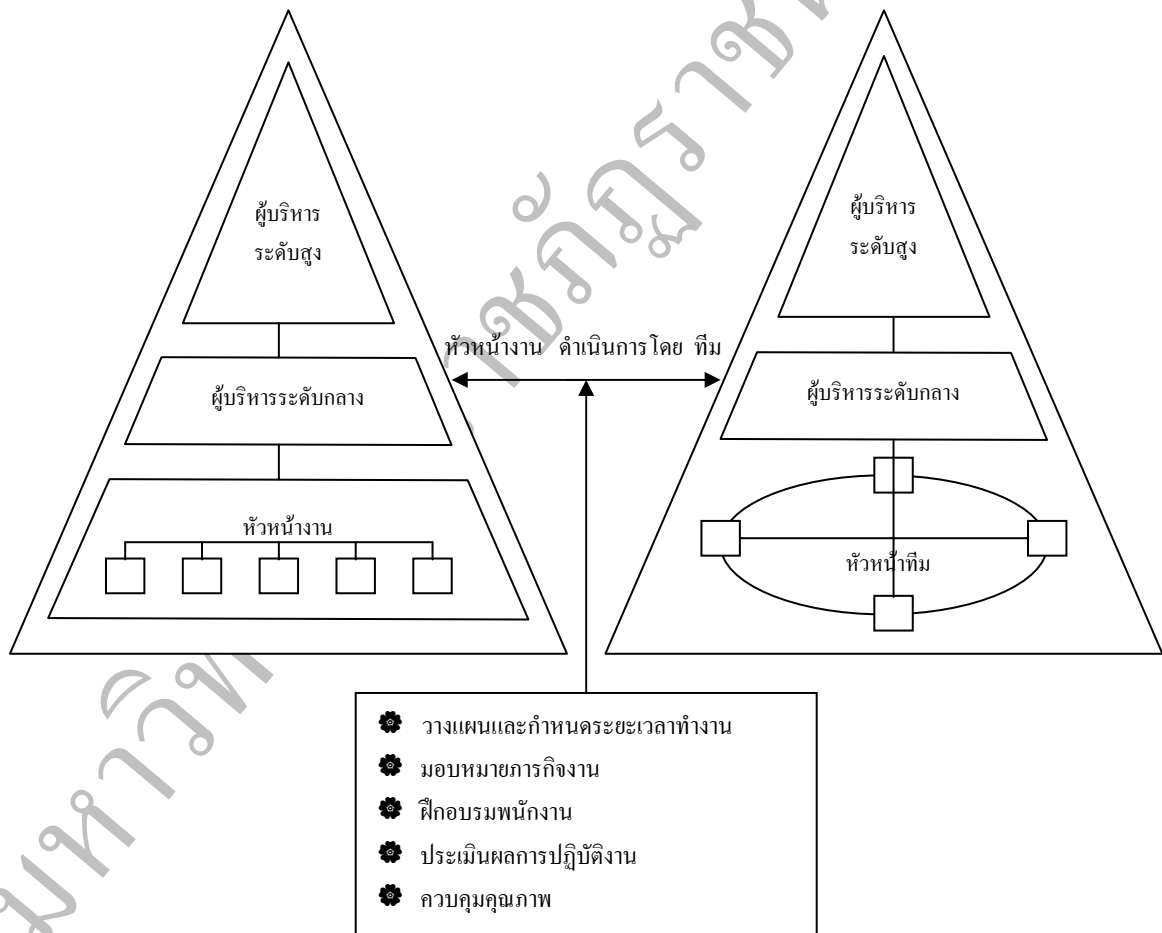 ผู้บริหาร
ระดับสูง
ผู้บริหารระดับกลาง
หัวหน้างาน
หัวหน้างาน ดำเนินการโดย ทีม
ผู้บริหาร
ระดับสูง
ผู้บริหารระดับกลาง
หัวหน้าทีม
วางแผนและกำหนดระยะเวลาทำงาน
มอบหมายภารกิจงาน
ฝึกอบรมพนักงาน
ประเมินผลการปฏิบัติงาน
ควบคุมคุณภาพ